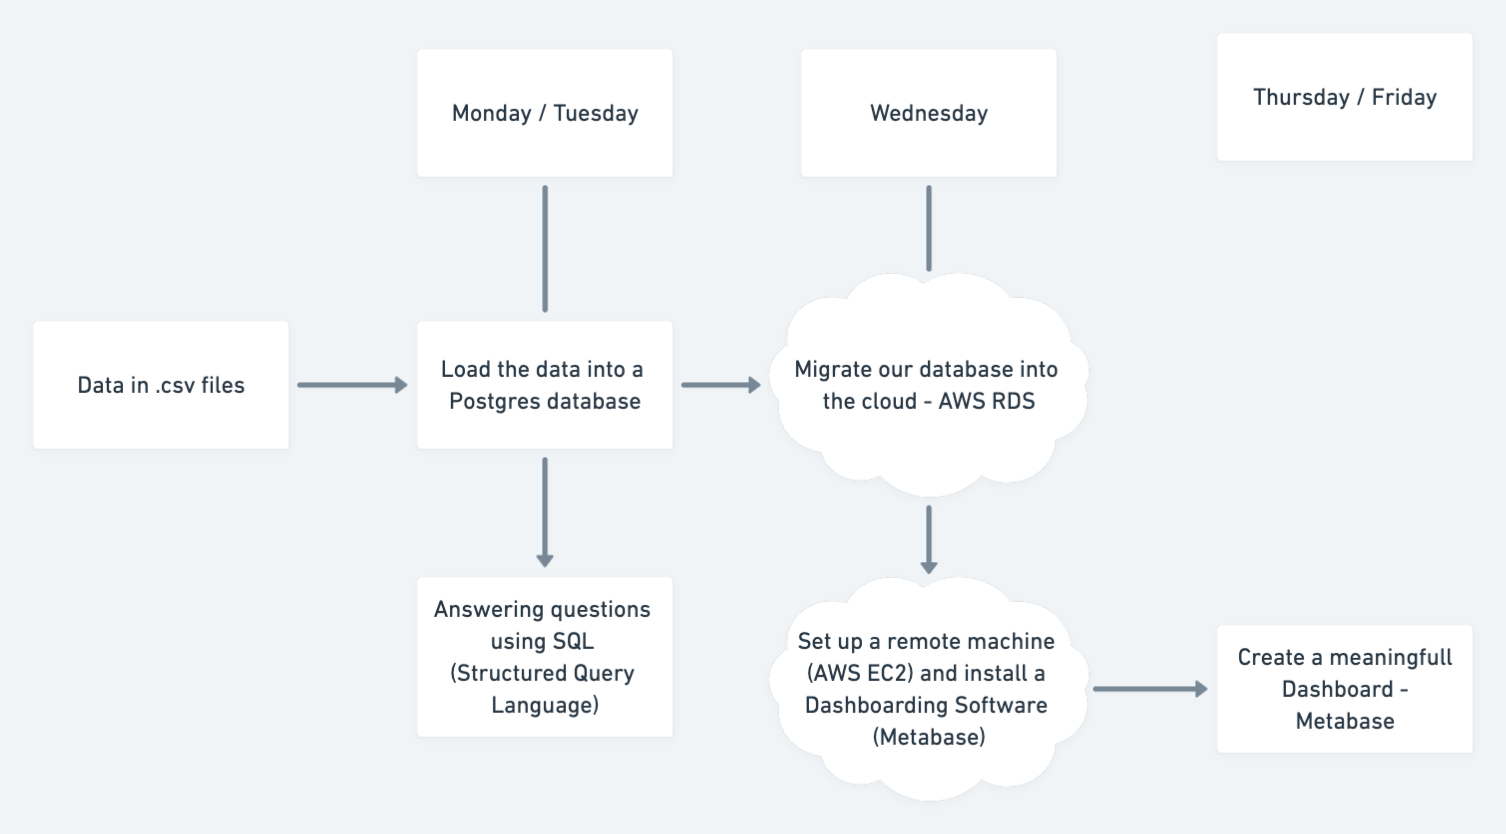 Monday / Tuesday
Wednesday
Thursday / Friday
Data in .csv files
Load the data into a
Postgres database
Migrate our database into
the cloud - AWS RDS
Answering questions
using SQL
(Structured Query
Language)
Set up a remote machine
(AWS EC2) and install a
Dashboarding Software
(Metabase)
Create a meaningfull
Dashboard -
Metabase